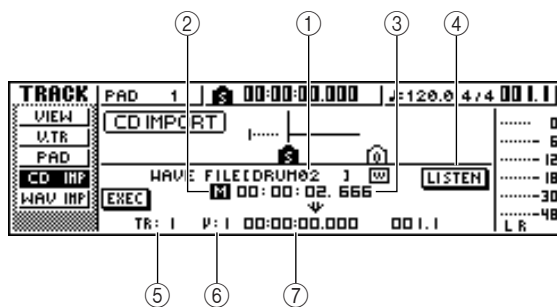 ② ① ③ ④
TRACK PAD 1 S 00:00:00.000 ♩=120.0 4/4 001.1
VIEW
V.TR
PAD
CD IMP
WAV IMP
CD IMPORT
S 0
WAVE FILE[DRUM02 ] W
LISTEN
EXEC
M 00:00:02.666
TR: 1 V: 1 00:00:00.000 001.1
0
6
12
18
30
48
L R
⑤ ⑥ ⑦